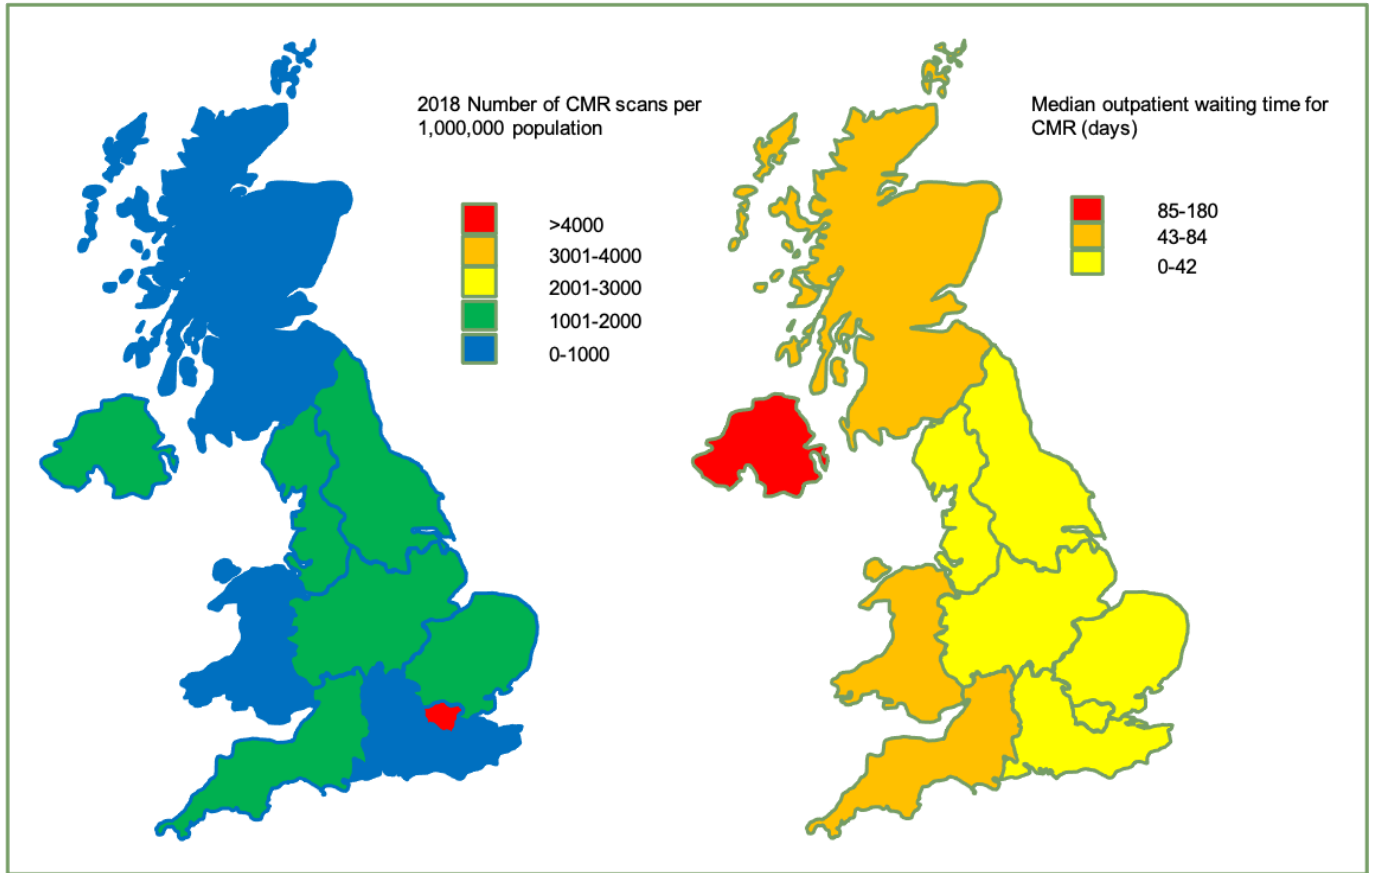 2018 Number of CMR scans per
1,000,000 population
>4000
3001-4000
2001-3000
1001-2000
0-1000
Median outpatient waiting time for
CMR (days)
85-180
43-84
0-42